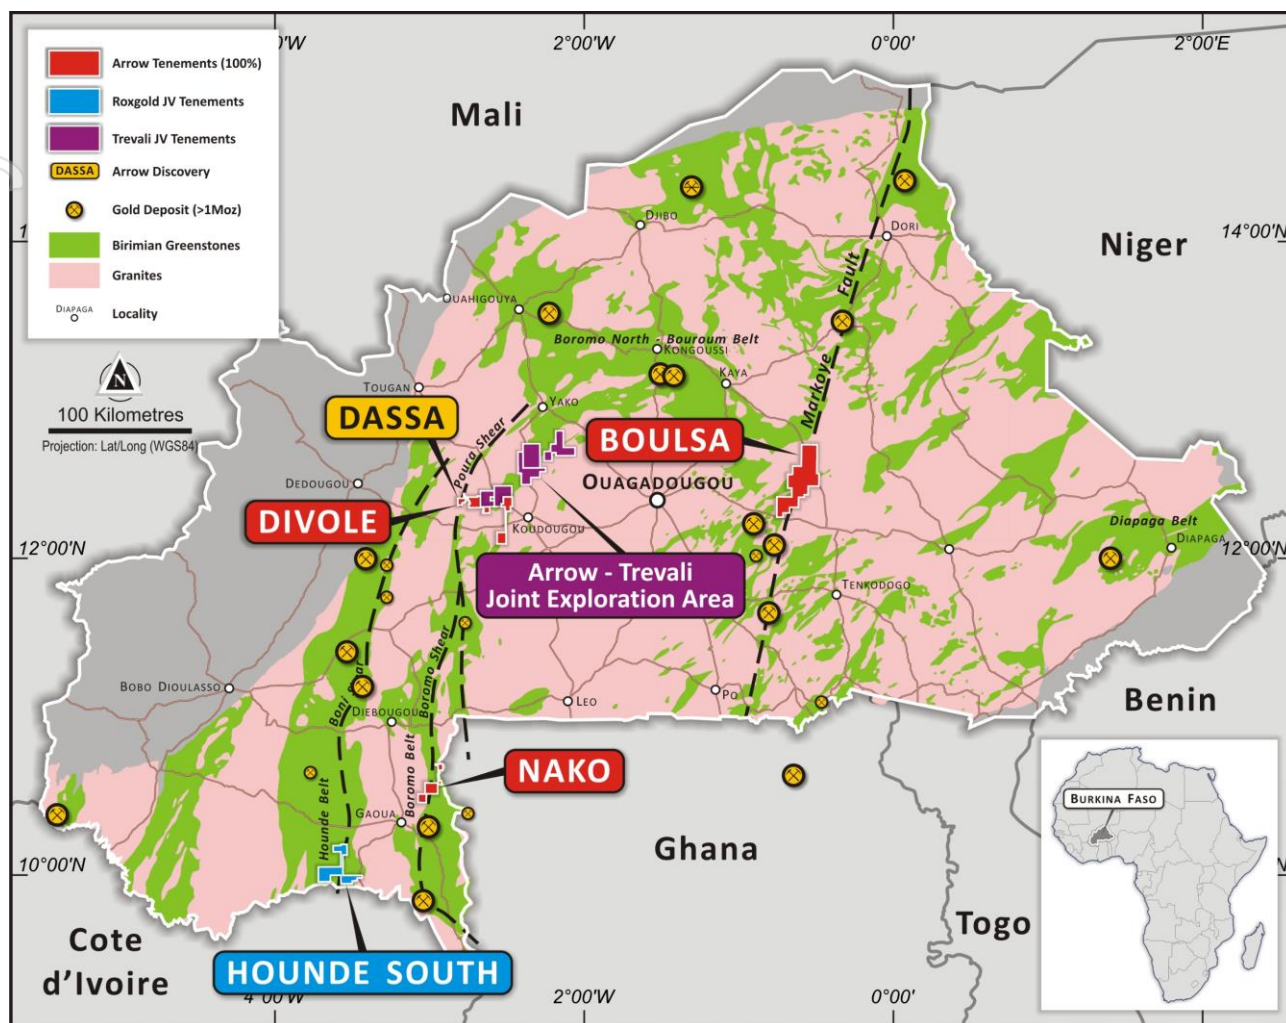 4°00'W
2°00'W
0°00'
2°00'E
Arrow Tenements (100%)
Roxgold JV Tenements
Trevali JV Tenements
DASSA
Arrow Discovery
Gold Deposit (>1Moz)
Birimian Greenstones
Granites
DIAPAGA
Locality
N
100 Kilometres
Projection: Lat/Long (WGS84)
Mali
Niger
14°00'N
DJIBO
DORI
Markoye Fault
OUAHIGOUYA
Boromo North - Bouroum Belt
KONGOUSSI
KAYA
TOUGAN
YAKO
DASSA
BOULSA
Poura Shear
DEDOUGOU
OUAGADOUGOU
DIVOLE
KOUDOUGOU
Diapaga Belt
DIAPAGA
12°00'N
12°00'N
Arrow - Trevali
Joint Exploration Area
TENKODOGO
Boromo Shear
BOBO DIOULASSO
Boni Shear
DIEBOUGOU
LEO
PO
Benin
NAKO
Boromo Belt
Hounde Belt
GAOUA
BURKINA FASO
Ghana
10°00'N
Togo
Cote
d'Ivoire
HOUNDE SOUTH
4°00'W
2°00'W
0°00'